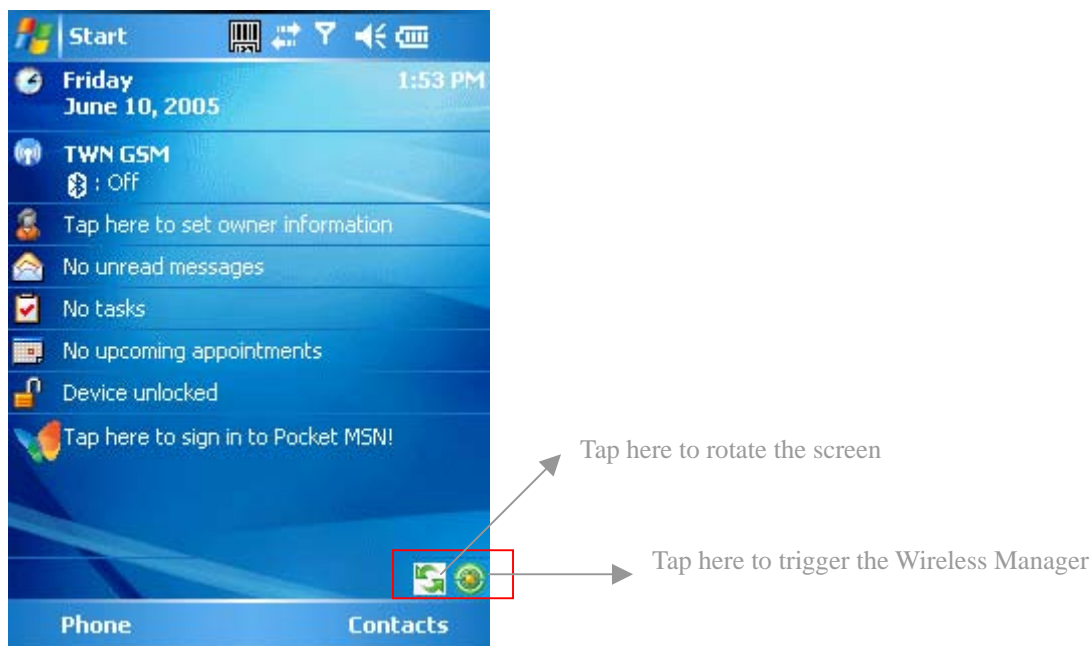 Start
Friday 1:53 PM
June 10, 2005
TWN GSM
: Off
Tap here to set owner information
No unread messages
No tasks
No upcoming appointments
Device unlocked
Tap here to sign in to Pocket MSN!
Tap here to rotate the screen
Tap here to trigger the Wireless Manager
Phone Contacts